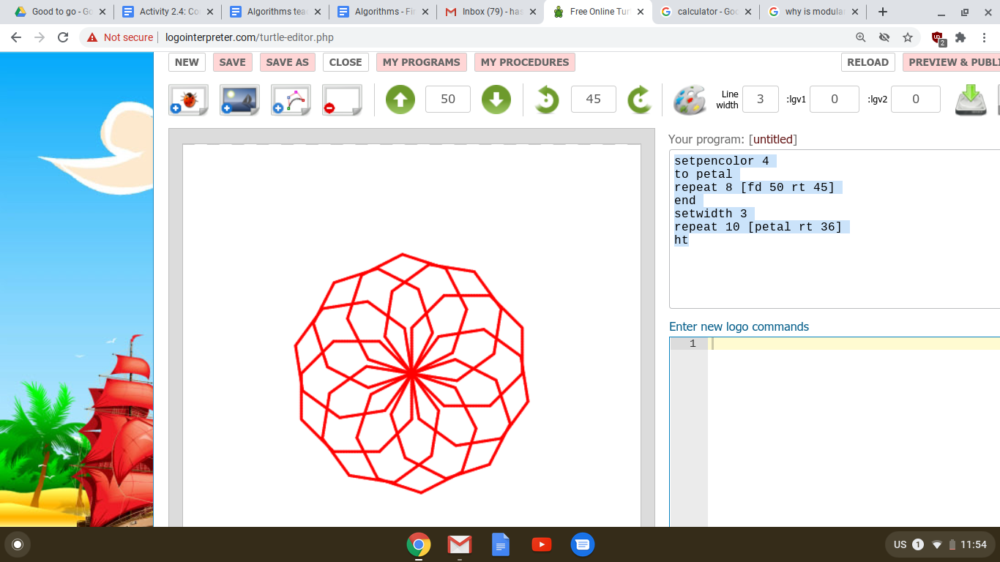 Good to go - Go
Activity 2.4: Co
Algorithms tea
Algorithms - Fi
Inbox (79) - has
Free Online Tur
calculator - Goo
why is modular
Not secure
logointerpreter.com/turtle-editor.php
2
NEW
SAVE
SAVE AS
CLOSE
MY PROGRAMS
MY PROCEDURES
RELOAD
PREVIEW & PUBLI
50
45
Line width
3
:lgv1
0
:lgv2
0
Your program: [untitled]
setpencolor 4
to petal
repeat 8 [fd 50 rt 45]
end
setwidth 3
repeat 10 [petal rt 36]
ht
Enter new logo commands
1
US
1
11:54